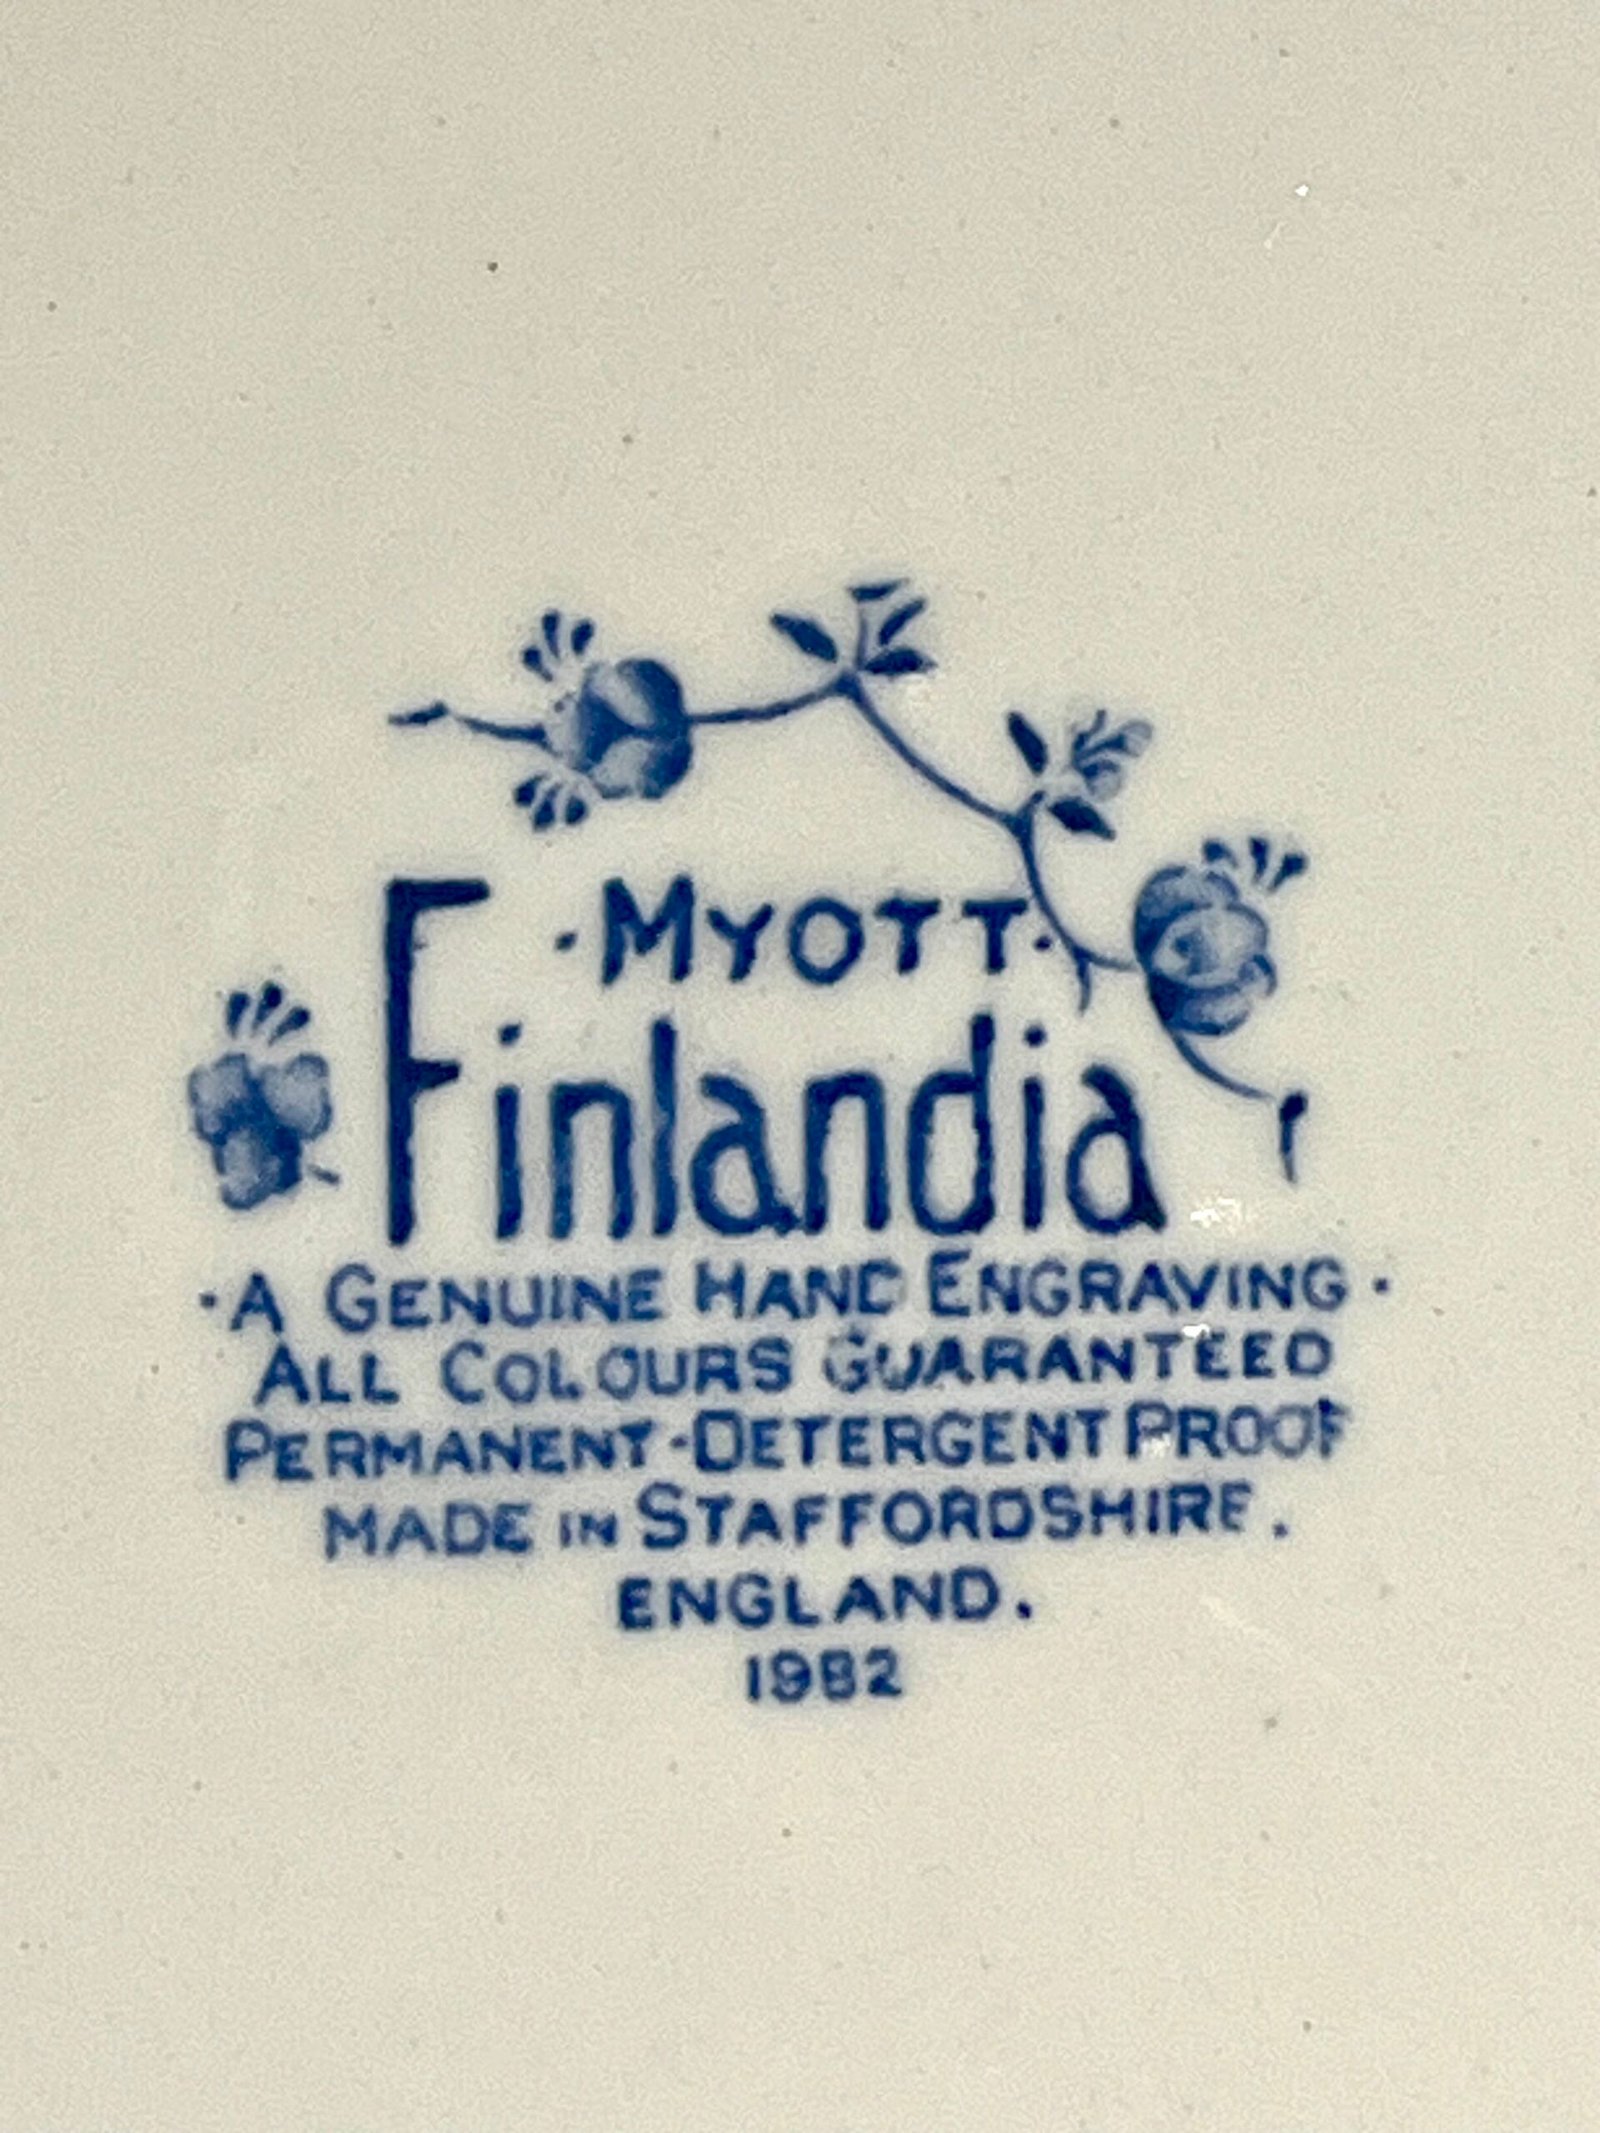 ·MYOTT·
Finlandia
·A GENUINE HAND ENGRAVING·
ALL COLOURS GUARANTEED
PERMANENT-DETERGENT PROOF
MADE IN STAFFORDSHIRE.
ENGLAND.
1982